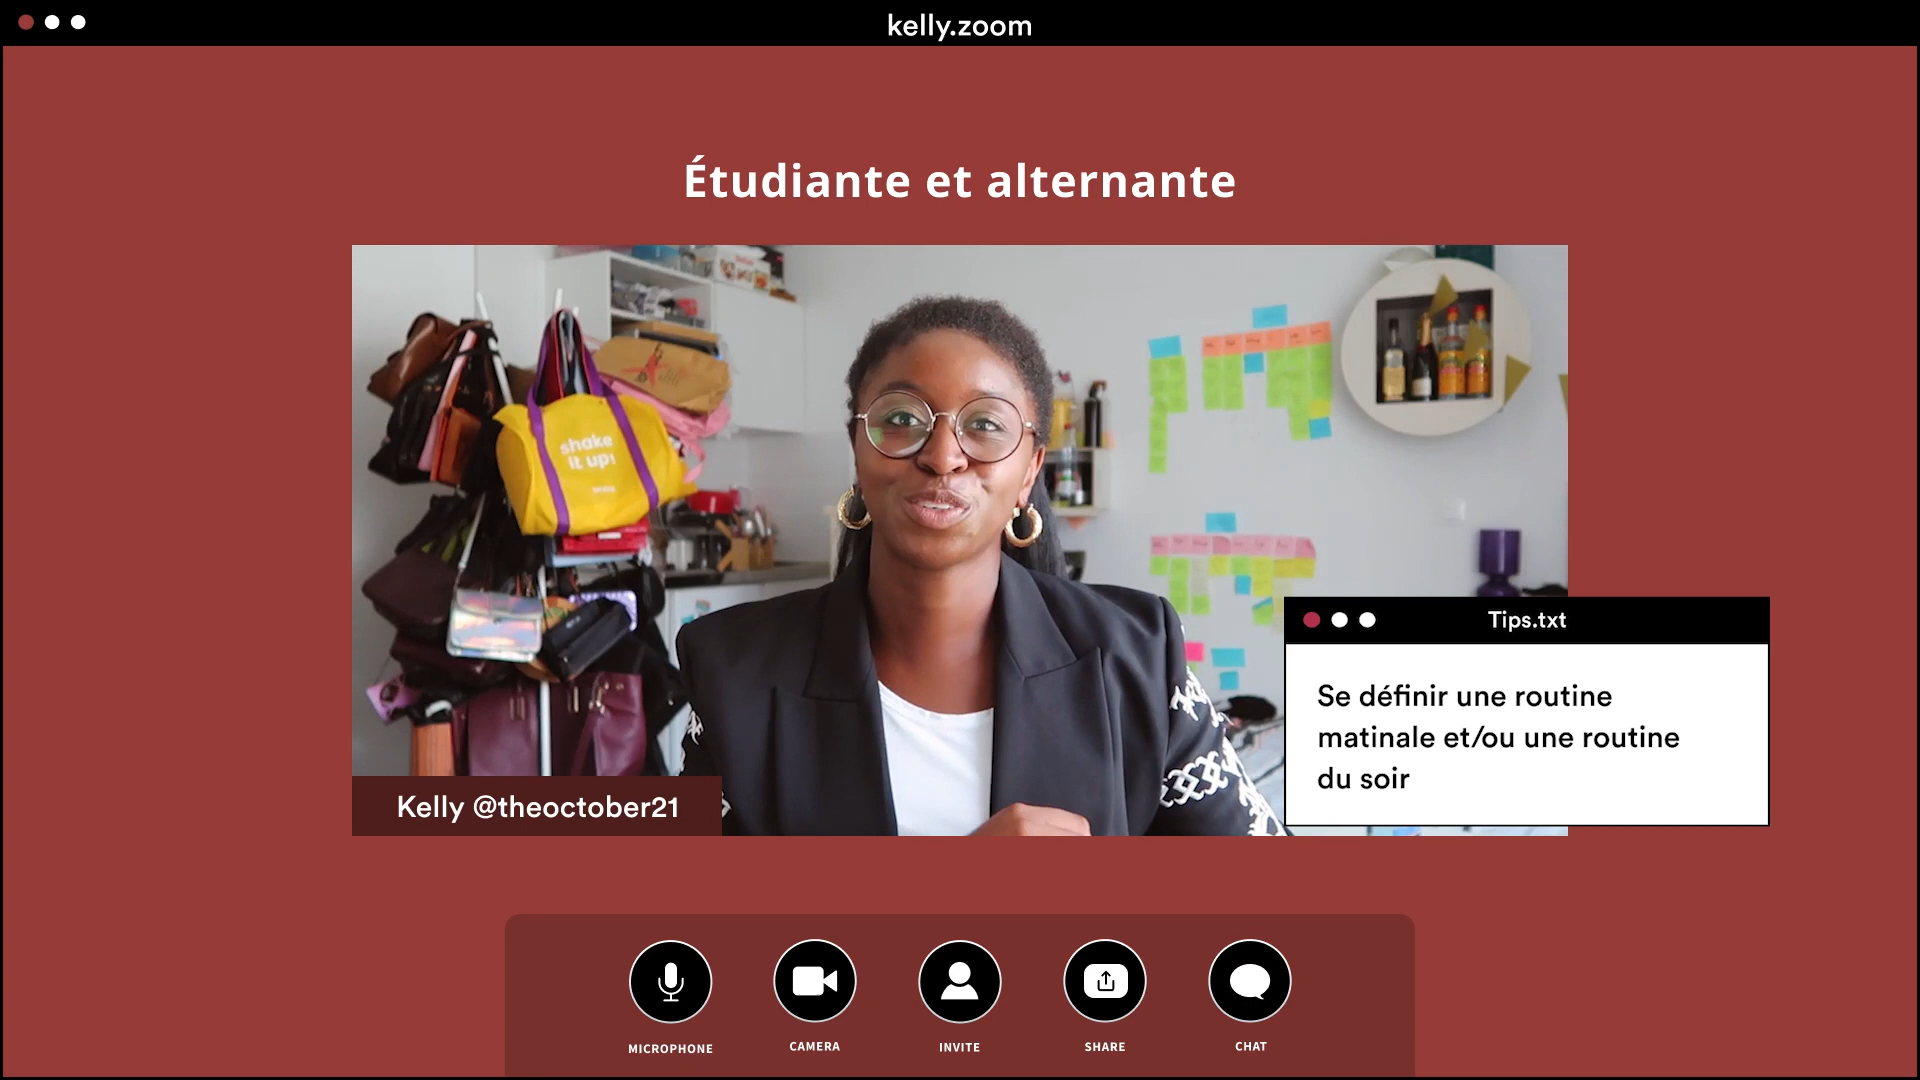 kelly.zoom
Étudiante et alternante
shake
it up!
Kelly @theoctober21
Tips.txt
Se définir une routine
matinale et/ou une routine
du soir
MICROPHONE
CAMERA
INVITE
SHARE
CHAT